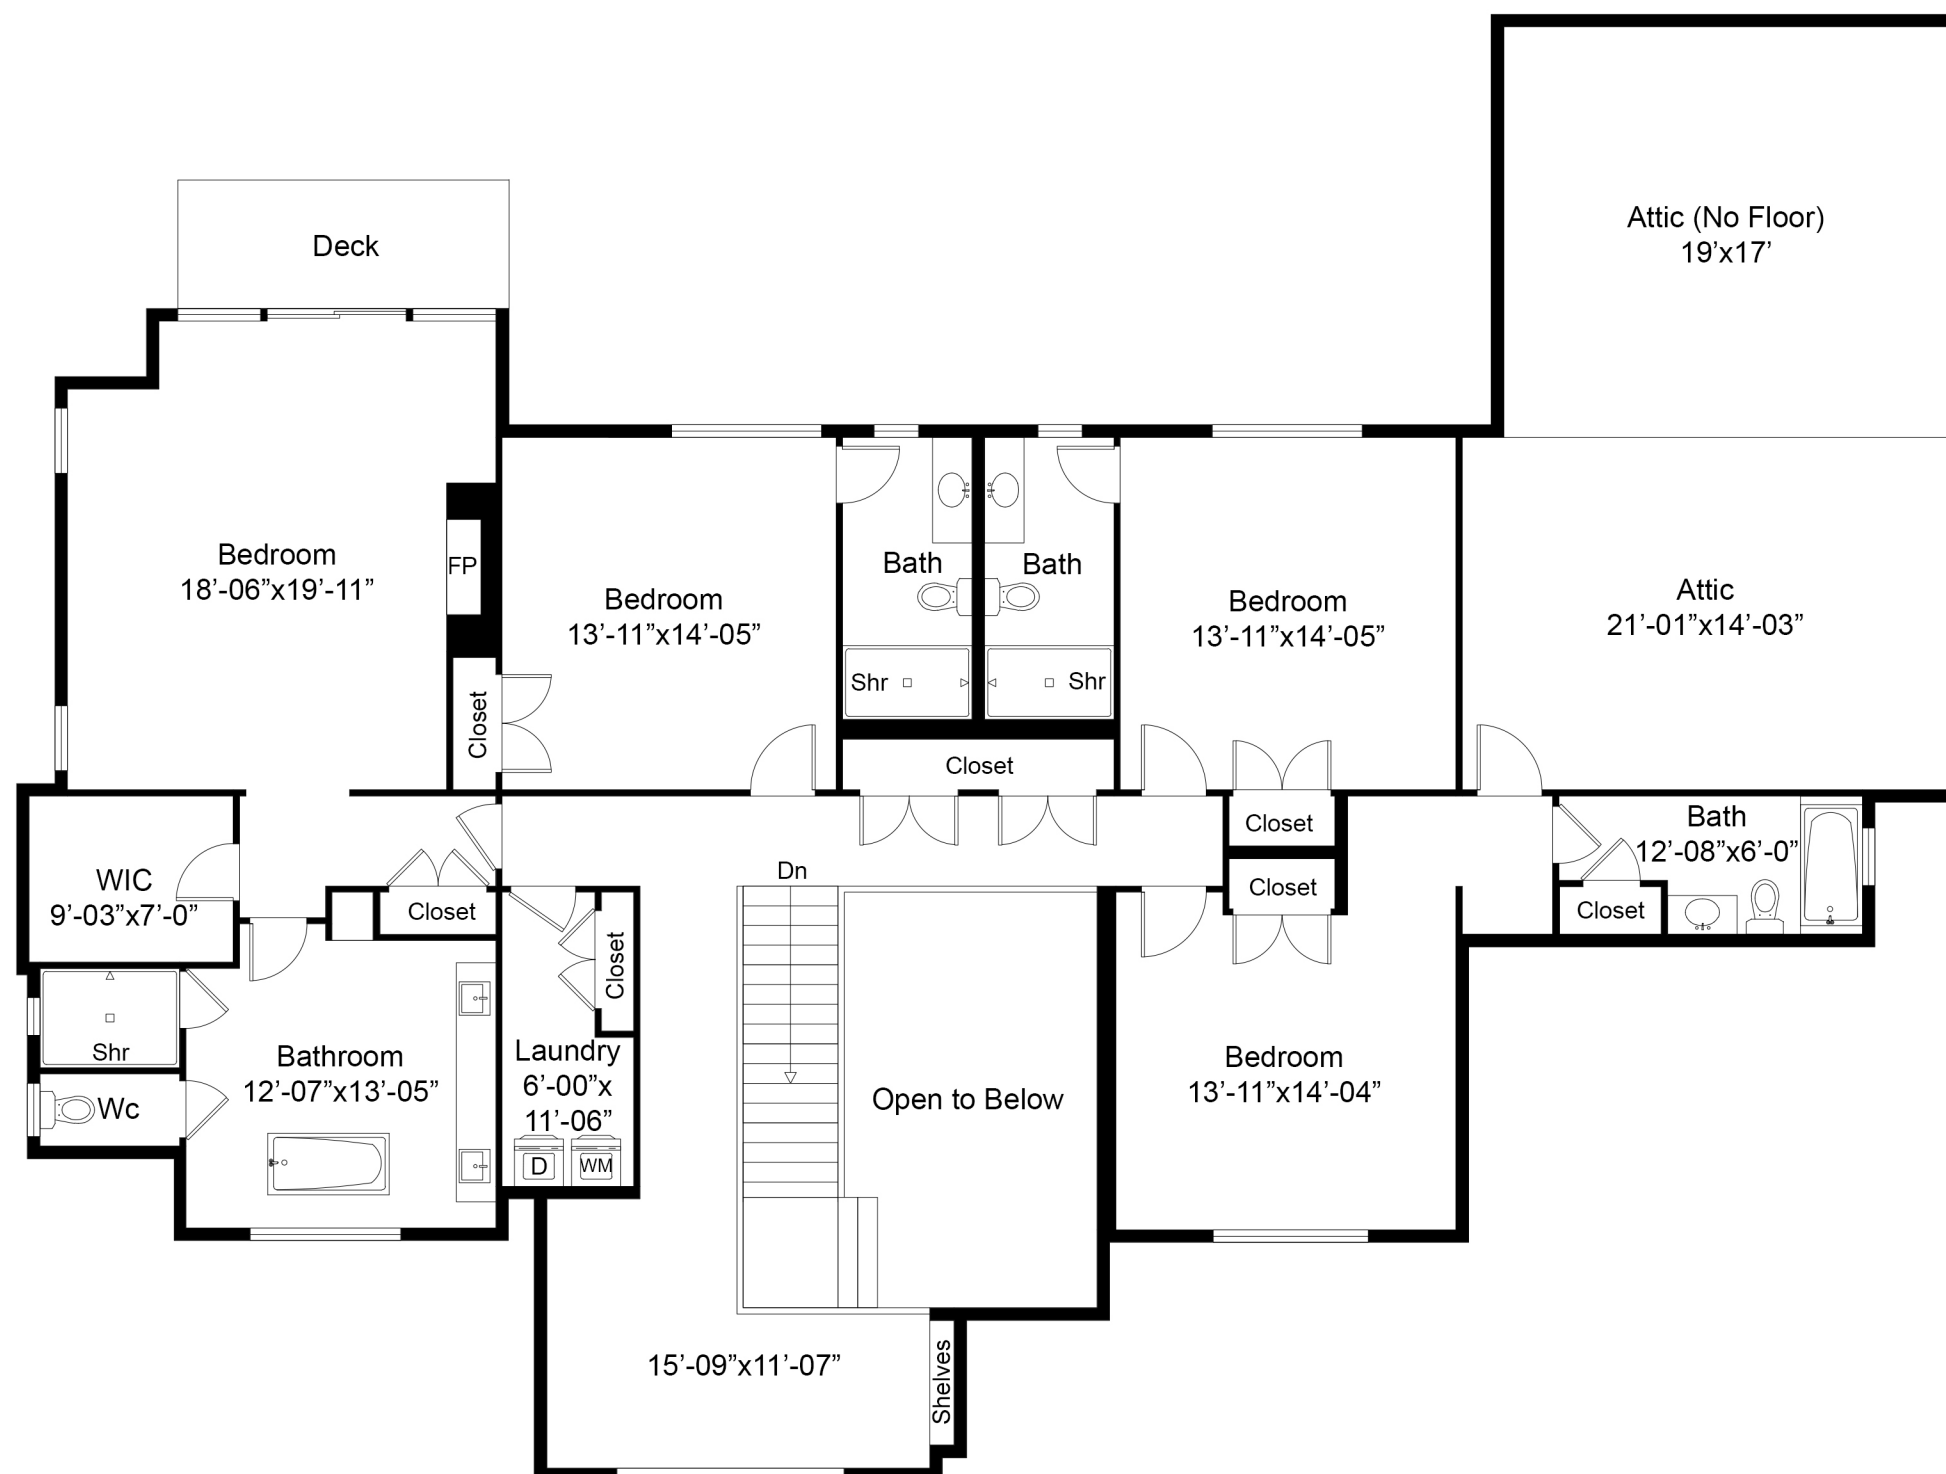 Attic (No Floor)
19’x17’
Deck
Bedroom
18’-06”x19’-11”
FP
Bedroom
13’-11”x14’-05”
Bath
Bath
Bedroom
13’-11”x14’-05”
Attic
21’-01”x14’-03”
Shr
Shr
Closet
Closet
Closet
Bath
12’-08”x6’-0”
Dn
WIC
9’-03”x7’-0”
Closet
Closet
Closet
Closet
Shr
Bathroom
12’-07”x13’-05”
Laundry
6’-00”x
11’-06”
Wc
D
WM
Open to Below
Bedroom
13’-11”x14’-04”
15’-09”x11’-07”
Shelves